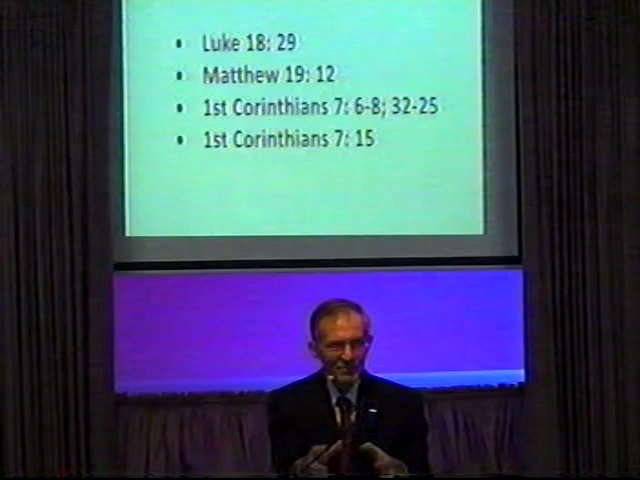 • Luke 18: 29
• Matthew 19: 12
• 1st Corinthians 7: 6-8; 32-25
• 1st Corinthians 7: 15